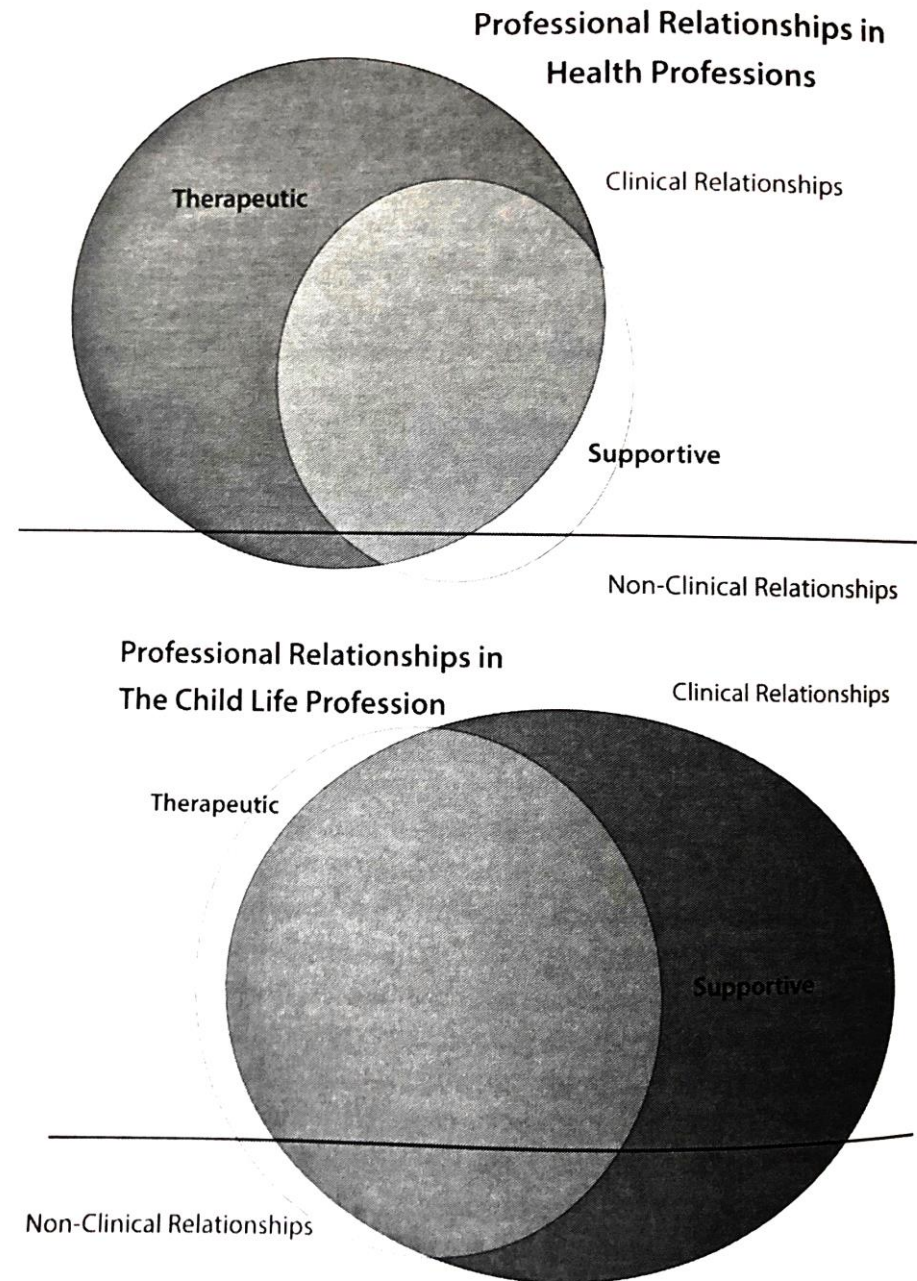 Professional Relationships in
Health Professions
Therapeutic
Clinical Relationships
Supportive
Non-Clinical Relationships
Professional Relationships in
The Child Life Profession
Clinical Relationships
Therapeutic
Supportive
Non-Clinical Relationships